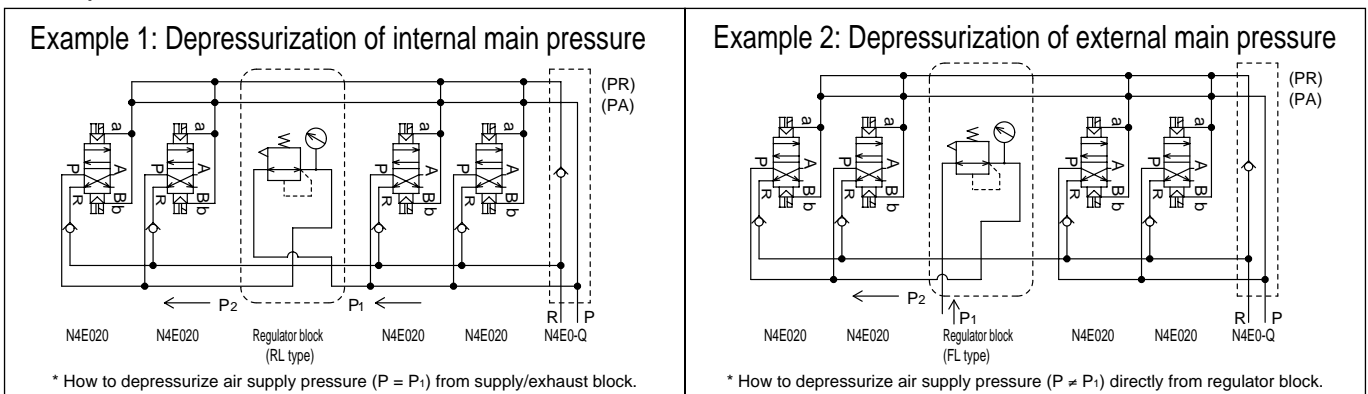 Example 1: Depressurization of internal main pressure
(PR)
(PA)
a a a a
P A P A P A P A
R B R B R B R B
b b b b
P2 P1
R P
N4E020 N4E020 Regulator block N4E020 N4E020 N4E0-Q
(RL type)
* How to depressurize air supply pressure (P = P1) from supply/exhaust block.
Example 2: Depressurization of external main pressure
(PR)
(PA)
a a a a
P A P A P A P A
R B R B R B R B
b b b b
P2
P1
R P
N4E020 N4E020 Regulator block N4E020 N4E020 N4E0-Q
(FL type)
* How to depressurize air supply pressure (P ≠ P1) directly from regulator block.